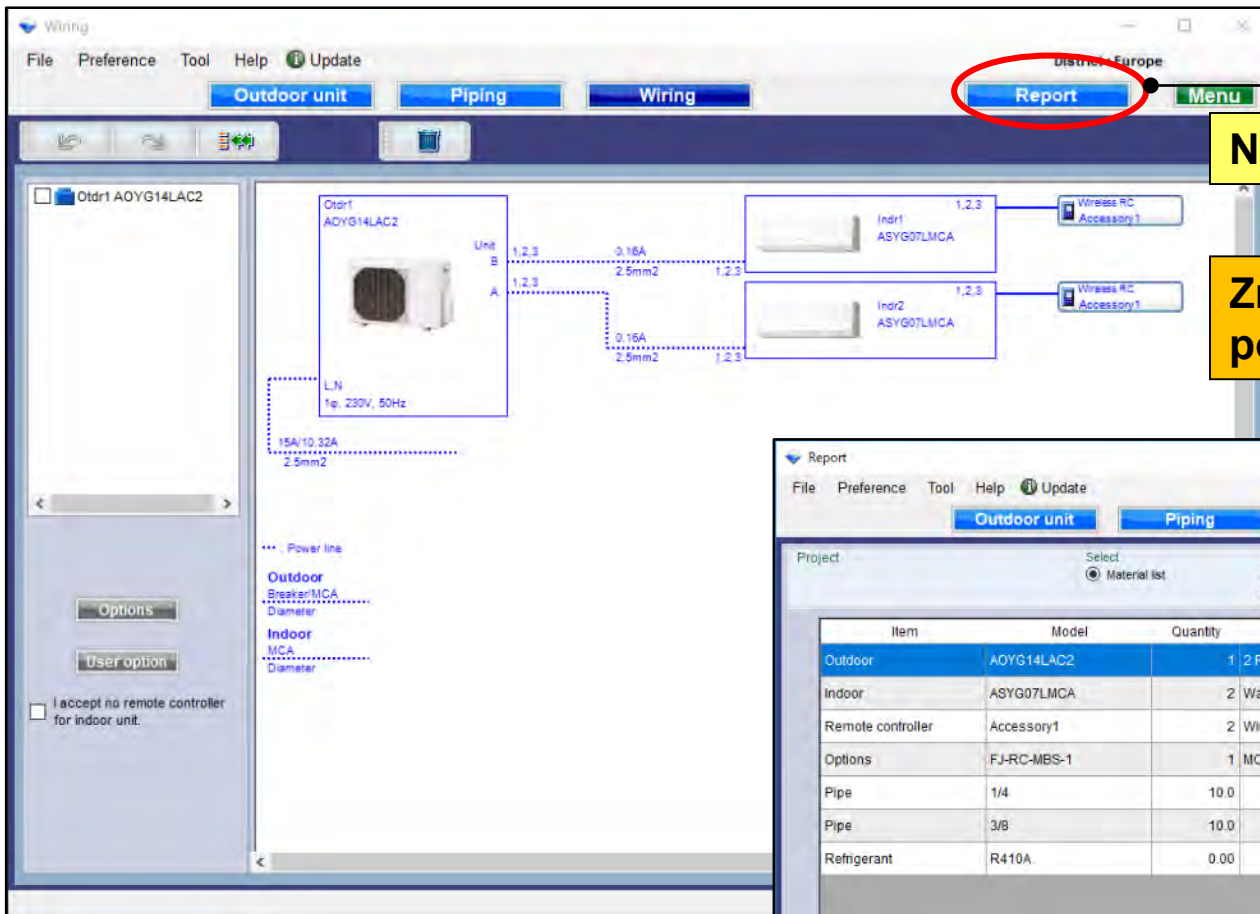 Wiring
File Preference Tool Help Update
District : Europe
Outdoor unit Piping Wiring Report Menu
Otdr1 AOYG14LAC2
Otdr1
AOYG14LAC2
Unit
B
A
1,2,3
1,2,3
0.16A
2.5mm2
1,2,3
0.16A
2.5mm2
1,2,3
Indr1
ASYG07LMCA
1,2,3
Wireless RC
Accessory1
Indr2
ASYG07LMCA
1,2,3
Wireless RC
Accessory1
L,N
1φ, 230V, 50Hz
15A/10.32A
2.5mm2
: Power line
Outdoor
Breaker/MCA
Diameter
Indoor
MCA
Diameter
Options
User option
I accept no remote controller
for indoor unit.
Report
File Preference Tool Help Update
Outdoor unit Piping
Project
Select
Material list
Item Model Quantity
Outdoor AOYG14LAC2 1
Indoor ASYG07LMCA 2
Remote controller Accessory1 2
Options FJ-RC-MBS-1 1
Pipe 1/4 10.0
Pipe 3/8 10.0
Refrigerant R410A 0.00